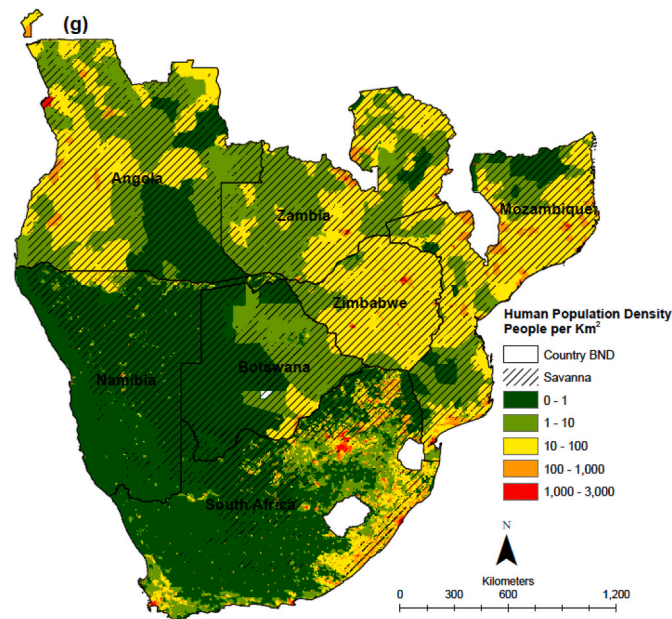 (g)
Angola
Zambia
Mozambique
Zimbabwe
Namibia
Botswana
South Africa
Human Population Density
People per Km²
Country BND
Savanna
0 - 1
1 - 10
10 - 100
100 - 1,000
1,000 - 3,000
N
Kilometers
0 300 600 1,200